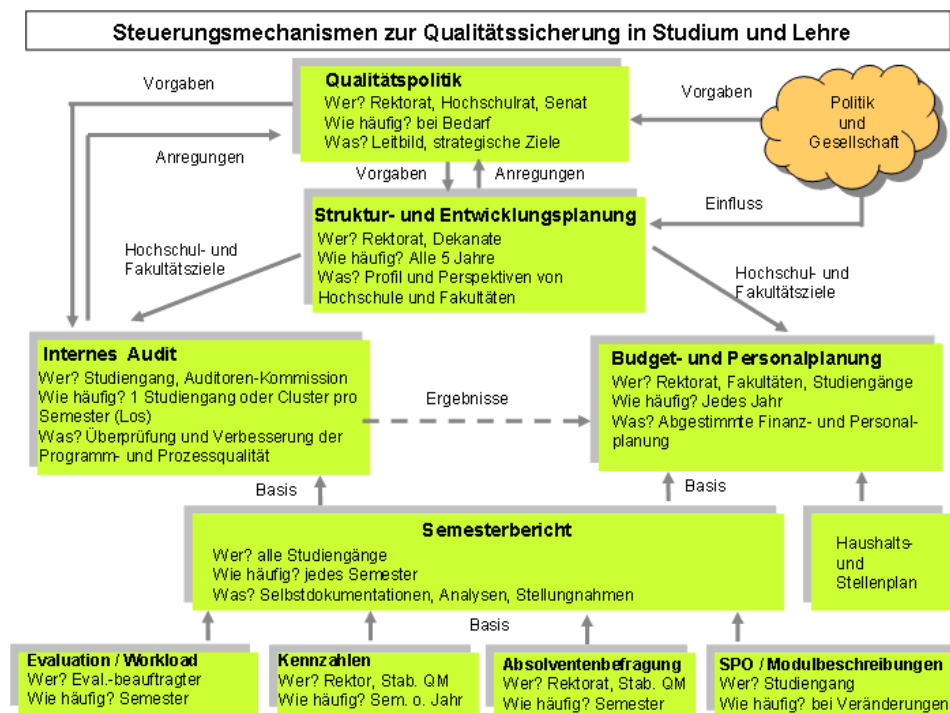 Steuerungsmechanismen zur Qualitätssicherung in Studium und Lehre
Vorgaben
Qualitätspolitik
Wer? Rektorat, Hochschulrat, Senat
Wie häufig? bei Bedarf
Was? Leitbild, strategische Ziele
Vorgaben
Politik
und
Gesellschaft
Anregungen
Vorgaben
Anregungen
Struktur- und Entwicklungsplanung
Wer? Rektorat, Dekanate
Wie häufig? Alle 5 Jahre
Was? Profil und Perspektiven von
Hochschule und Fakultäten
Einfluss
Hochschul- und
Fakultätsziele
Hochschul- und
Fakultätsziele
Internes Audit
Wer? Studiengang, Auditoren-Kommission
Wie häufig? 1 Studiengang oder Cluster pro
Semester (Los)
Was? Überprüfung und Verbesserung der
Programm- und Prozessqualität
Ergebnisse
Budget- und Personalplanung
Wer? Rektorat, Fakultäten, Studiengänge
Wie häufig? Jedes Jahr
Was? Abgestimmte Finanz- und Personal-
planung
Basis
Basis
Semesterbericht
Wer? alle Studiengänge
Wie häufig? jedes Semester
Was? Selbstdokumentationen, Analysen, Stellungnahmen
Haushalts-
und
Stellenplan
Basis
Evaluation / Workload
Wer? Eval.-beauftragter
Wie häufig? Semester
Kennzahlen
Wer? Rektor, Stab. QM
Wie häufig? Sem. o. Jahr
Absolventenbefragung
Wer? Rektorat, Stab. QM
Wie häufig? Semester
SPO / Modulbeschreibungen
Wer? Studiengang
Wie häufig? bei Veränderungen